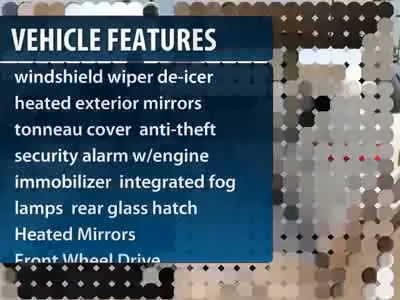 VEHICLE FEATURES
windshield wiper de-icer
heated exterior mirrors
tonneau cover anti-theft
security alarm w/engine
immobilizer integrated fog
lamps rear glass hatch
Heated Mirrors
Front Wheel Drive